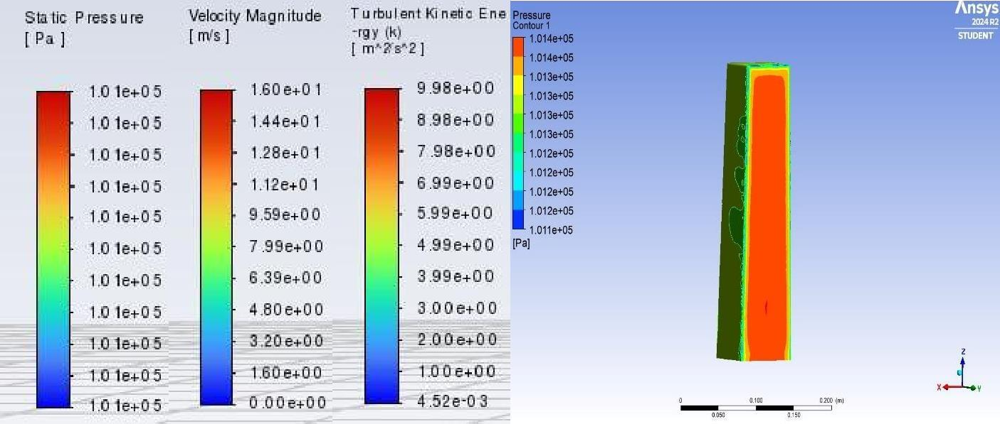 Static Pressure
[ Pa ]
1.01e+05
1.01e+05
1.01e+05
1.01e+05
1.01e+05
1.01e+05
1.01e+05
1.01e+05
1.01e+05
1.01e+05
1.01e+05
Velocity Magnitude
[ m/s ]
1.60e+01
1.44e+01
1.28e+01
1.12e+01
9.59e+00
7.99e+00
6.39e+00
4.80e+00
3.20e+00
1.60e+00
0.00e+00
Turbulent Kinetic Ene
-rgy (k)
[ m^2/s^2 ]
9.98e+00
8.98e+00
7.98e+00
6.99e+00
5.99e+00
4.99e+00
3.99e+00
3.00e+00
2.00e+00
1.00e+00
4.52e-03
Pressure
Contour 1
1.014e+05
1.014e+05
1.013e+05
1.013e+05
1.013e+05
1.013e+05
1.012e+05
1.012e+05
1.012e+05
1.012e+05
1.011e+05
[Pa]
Ansys
2024 R2
STUDENT
Z
X
Y
0
0.100
0.200 (m)
0.050
0.150